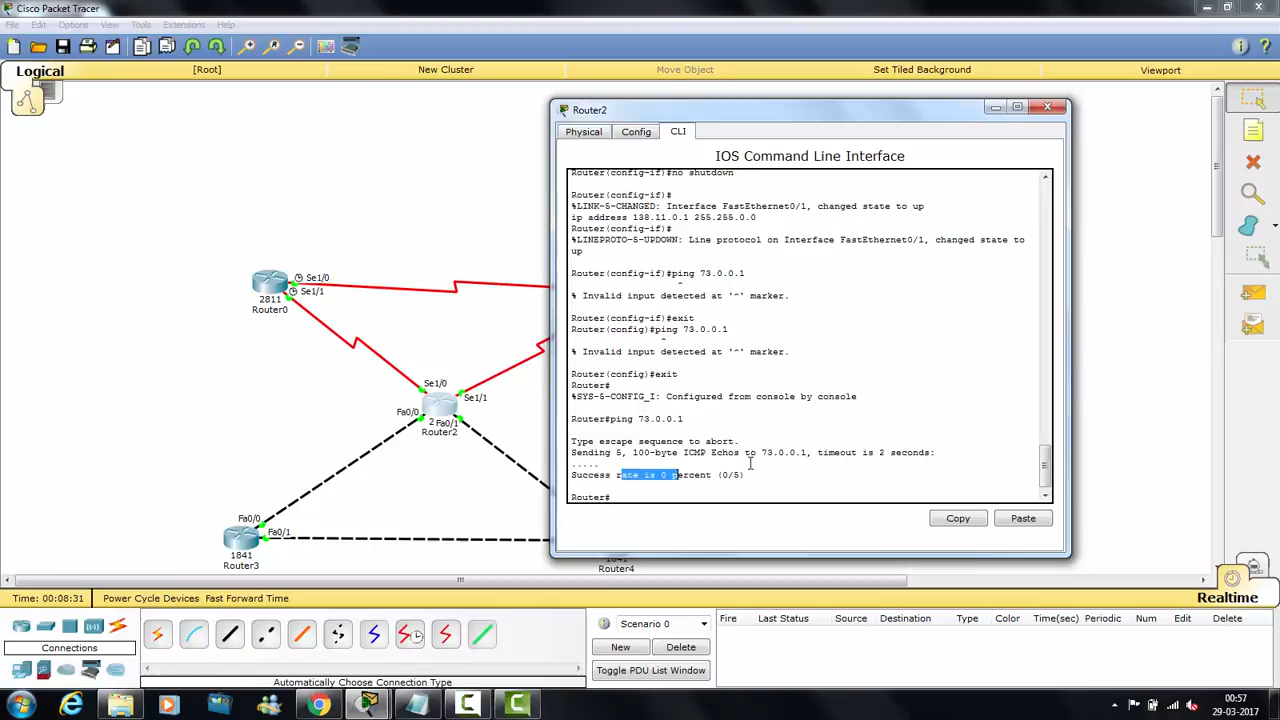 Cisco Packet Tracer
File Edit Options View Tools Extensions Help
Logical
[Root]
New Cluster
Move Object
Set Tiled Background
Viewport
Router2
Physical Config CLI
IOS Command Line Interface
Router(config-if)#no shutdown
Router(config-if)#
%LINK-5-CHANGED: Interface FastEthernet0/1, changed state to up
ip address 138.11.0.1 255.255.0.0
Router(config-if)#
%LINEPROTO-5-UPDOWN: Line protocol on Interface FastEthernet0/1, changed state to
up
Router(config-if)#ping 73.0.0.1
^
% Invalid input detected at '^' marker.
Router(config-if)#exit
Router(config)#ping 73.0.0.1
^
% Invalid input detected at '^' marker.
Router(config)#exit
Router#
%SYS-5-CONFIG_I: Configured from console by console
Router#ping 73.0.0.1
Type escape sequence to abort.
Sending 5, 100-byte ICMP Echos to 73.0.0.1, timeout is 2 seconds:
.....
Success rate is 0 percent (0/5)
Router#
Copy Paste
Se1/0
Se1/1
2811
Router0
Se1/0
Se1/1
Fa0/0
2 Fa0/1
Router2
Fa0/0
Fa0/1
1841
Router3
Router4
Time: 00:08:31 Power Cycle Devices Fast Forward Time
Realtime
Connections
Automatically Choose Connection Type
Scenario 0
New Delete
Toggle PDU List Window
Fire Last Status Source Destination Type Color Time(sec) Periodic Num Edit Delete
00:57
29-03-2017